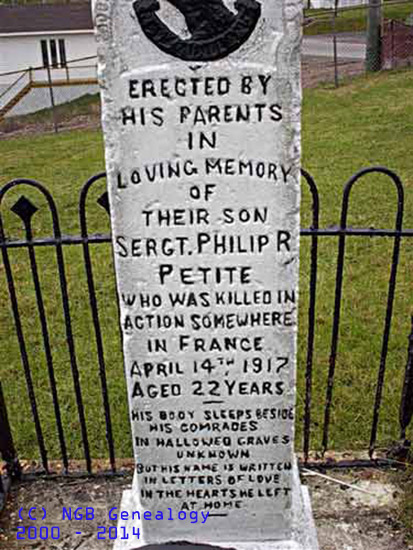 ERECTED BY
HIS PARENTS
IN
LOVING MEMORY
OF
THEIR SON
SERGT. PHILIP R
PETITE
WHO WAS KILLED IN
ACTION SOMEWHERE
IN FRANCE
APRIL 14TH, 1917
AGED 22 YEARS.
HIS BODY SLEEPS BESIDE
HIS COMRADES
IN HALLOWED GRAVES
UNKNOWN
BUT HIS NAME IS WRITTEN
IN LETTERS OF LOVE
IN THE HEARTS HE LEFT
AT HOME
(C) NGB Genealogy
2000 - 2014